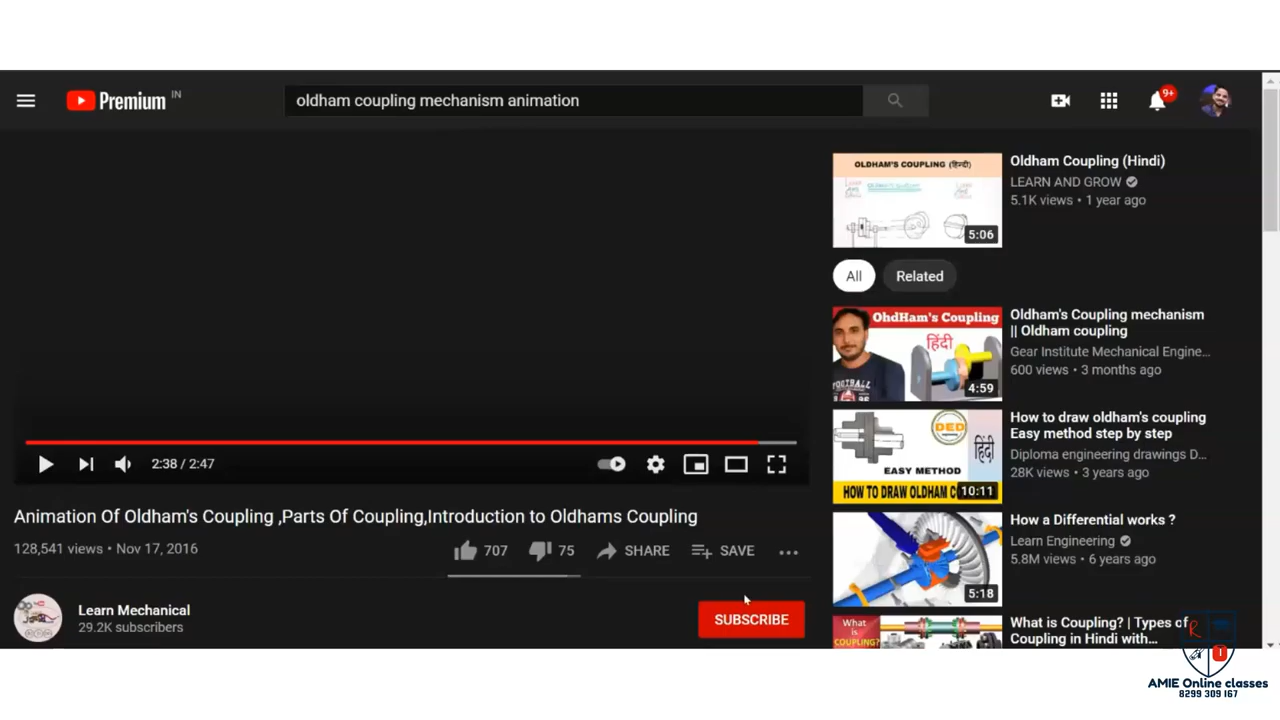 Premium IN
oldham coupling mechanism animation
9+
OLDHAM'S COUPLING (हिन्दी)
5:06
Oldham Coupling (Hindi)
LEARN AND GROW
5.1K views • 1 year ago
All
Related
OhdHam's Coupling
हिंदी
FOOTBALL
4:59
Oldham's Coupling mechanism
|| Oldham coupling
Gear Institute Mechanical Engine...
600 views • 3 months ago
DED
हिंदी
EASY METHOD
HOW TO DRAW OLDHAM C
10:11
How to draw oldham's coupling
Easy method step by step
Diploma engineering drawings D...
28K views • 3 years ago
5:18
How a Differential works ?
Learn Engineering
5.8M views • 6 years ago
What is
COUPLING?
What is Coupling? | Types of
Coupling in Hindi with...
2:38 / 2:47
Animation Of Oldham's Coupling ,Parts Of Coupling,Introduction to Oldhams Coupling
128,541 views • Nov 17, 2016
707
75
SHARE
SAVE
Learn Mechanical
29.2K subscribers
SUBSCRIBE
R
1
AMIE Online classes
8299 309 167